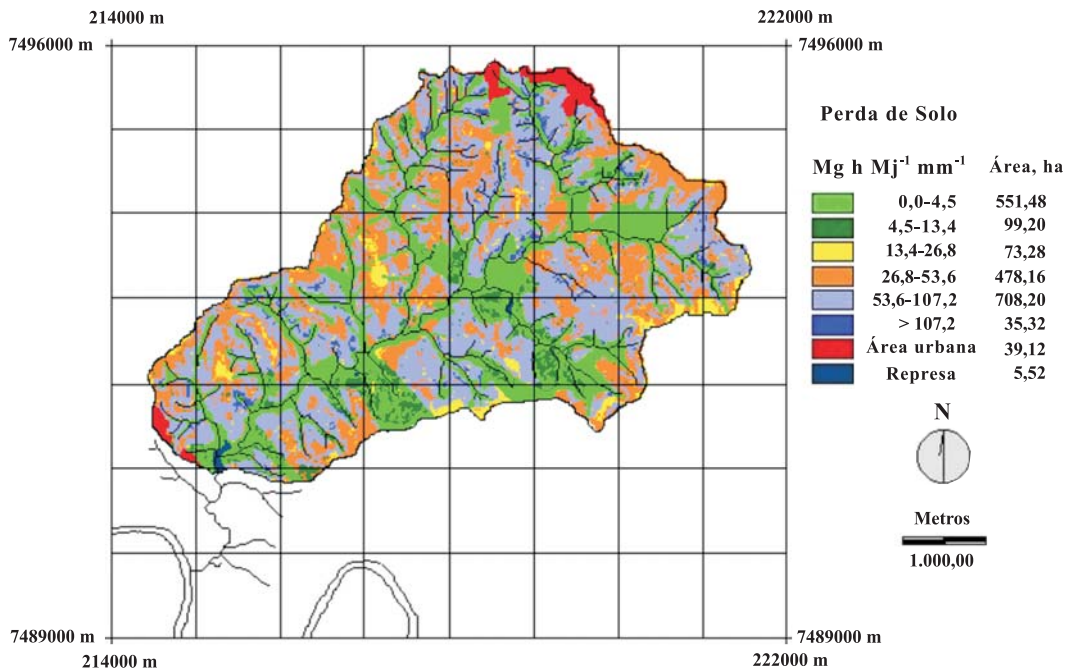 214000 m
222000 m
7496000 m
7496000 m
Perda de Solo
Mg h Mj⁻¹ mm⁻¹ Área, ha
0,0-4,5 551,48
4,5-13,4 99,20
13,4-26,8 73,28
26,8-53,6 478,16
53,6-107,2 708,20
> 107,2 35,32
Área urbana 39,12
Represa 5,52
N
Metros
1.000,00
7489000 m
7489000 m
214000 m
222000 m